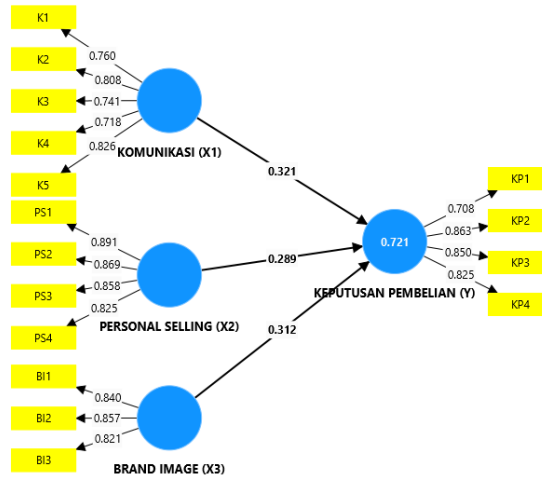 K1
K2
K3
K4
K5
0.760
0.808
0.741
0.718
0.826
KOMUNIKASI (X1)
PS1
PS2
PS3
PS4
0.891
0.869
0.858
0.825
PERSONAL SELLING (X2)
BI1
BI2
BI3
0.840
0.857
0.821
BRAND IMAGE (X3)
0.321
0.289
0.312
0.721
KEPUTUSAN PEMBELIAN (Y)
0.708
0.863
0.850
0.825
KP1
KP2
KP3
KP4